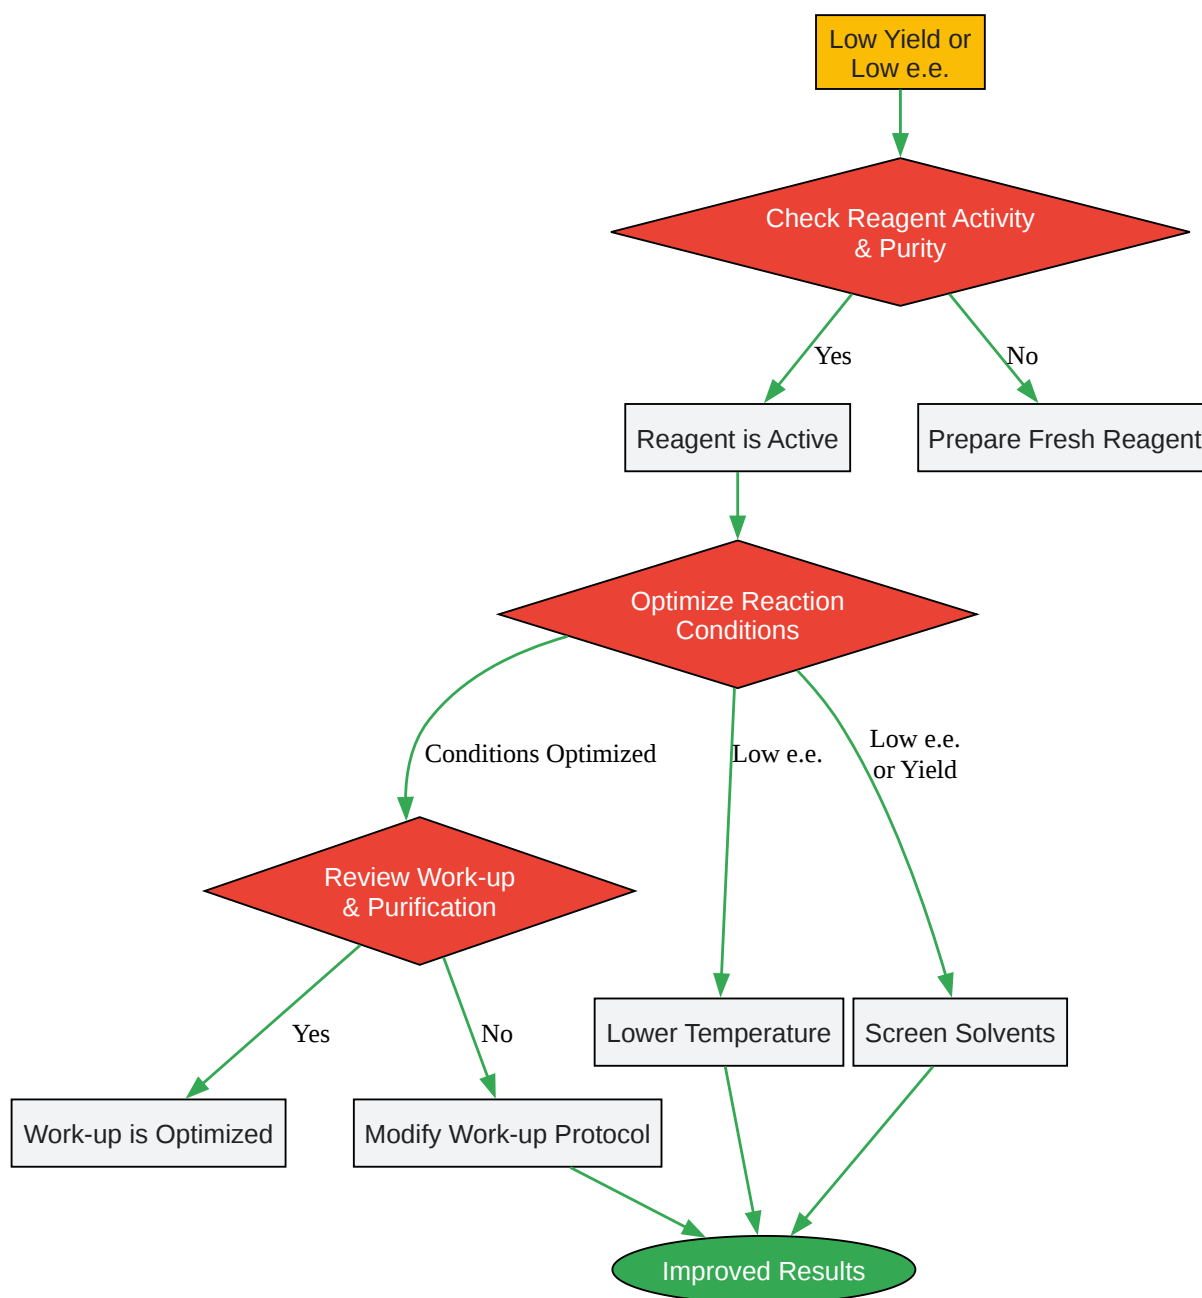 Low Yield or
Low e.e.
Check Reagent Activity
& Purity
Yes
No
Reagent is Active
Prepare Fresh Reagent
Optimize Reaction
Conditions
Conditions Optimized
Low e.e.
Low e.e.
or Yield
Review Work-up
& Purification
Yes
No
Lower Temperature
Screen Solvents
Work-up is Optimized
Modify Work-up Protocol
Improved Results